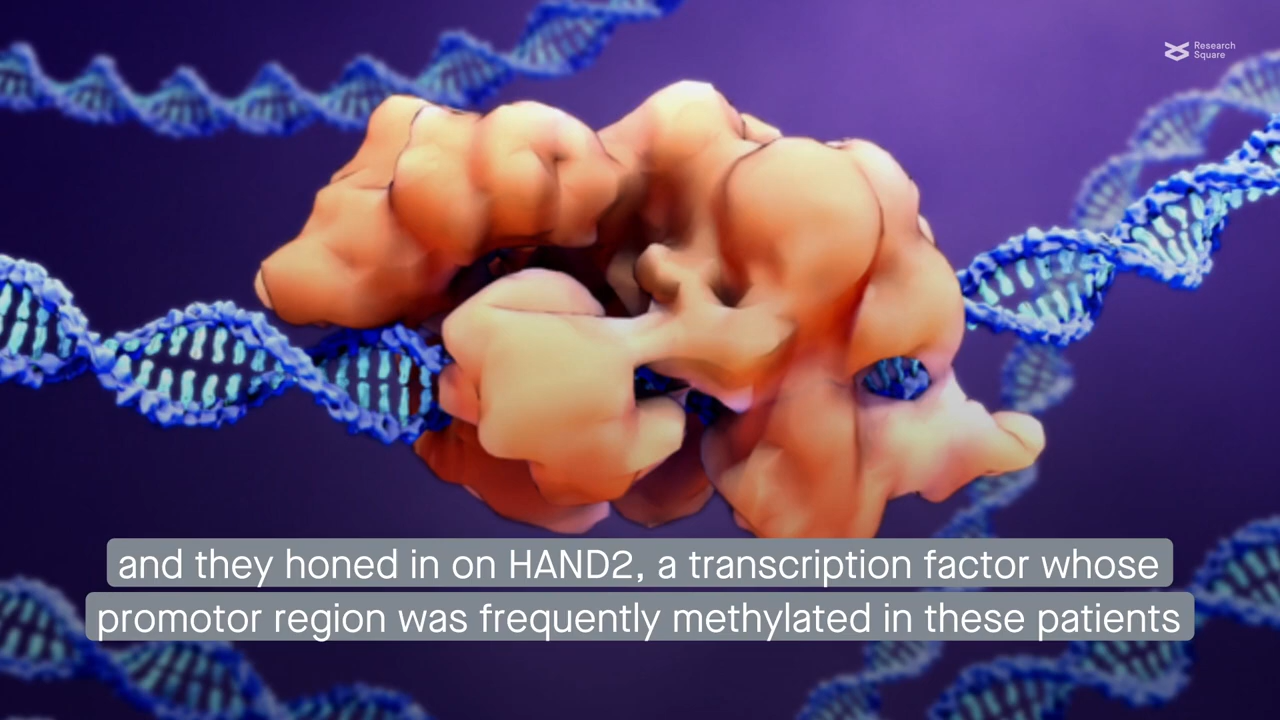 Research
Square
and they honed in on HAND2, a transcription factor whose
promotor region was frequently methylated in these patients